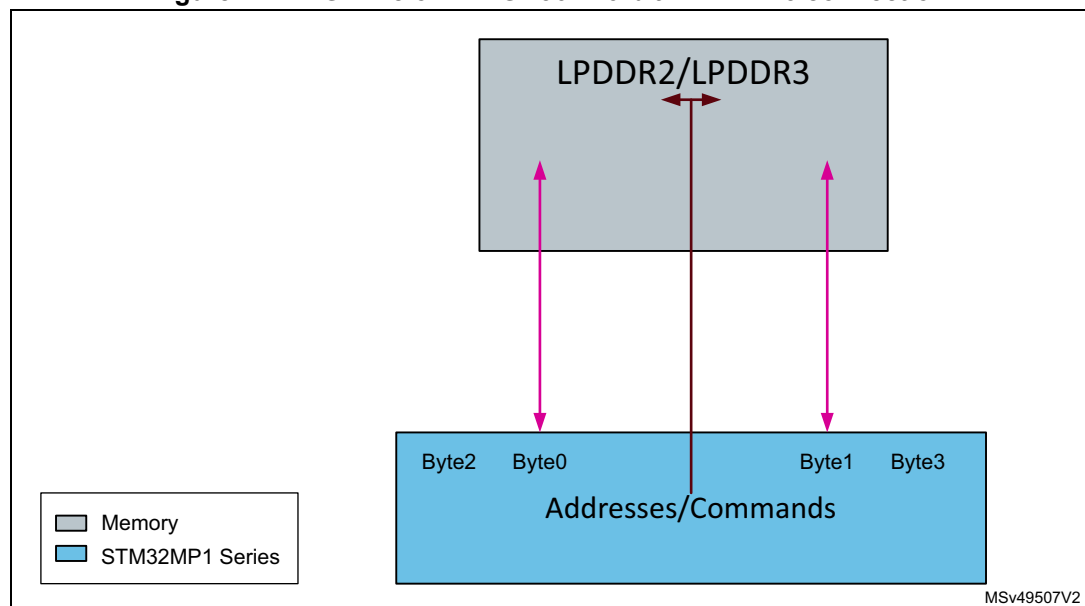 LPDDR2/LPDDR3
Byte2 Byte0 Byte1 Byte3
Addresses/Commands
Memory
STM32MP1 Series
MSv49507V2